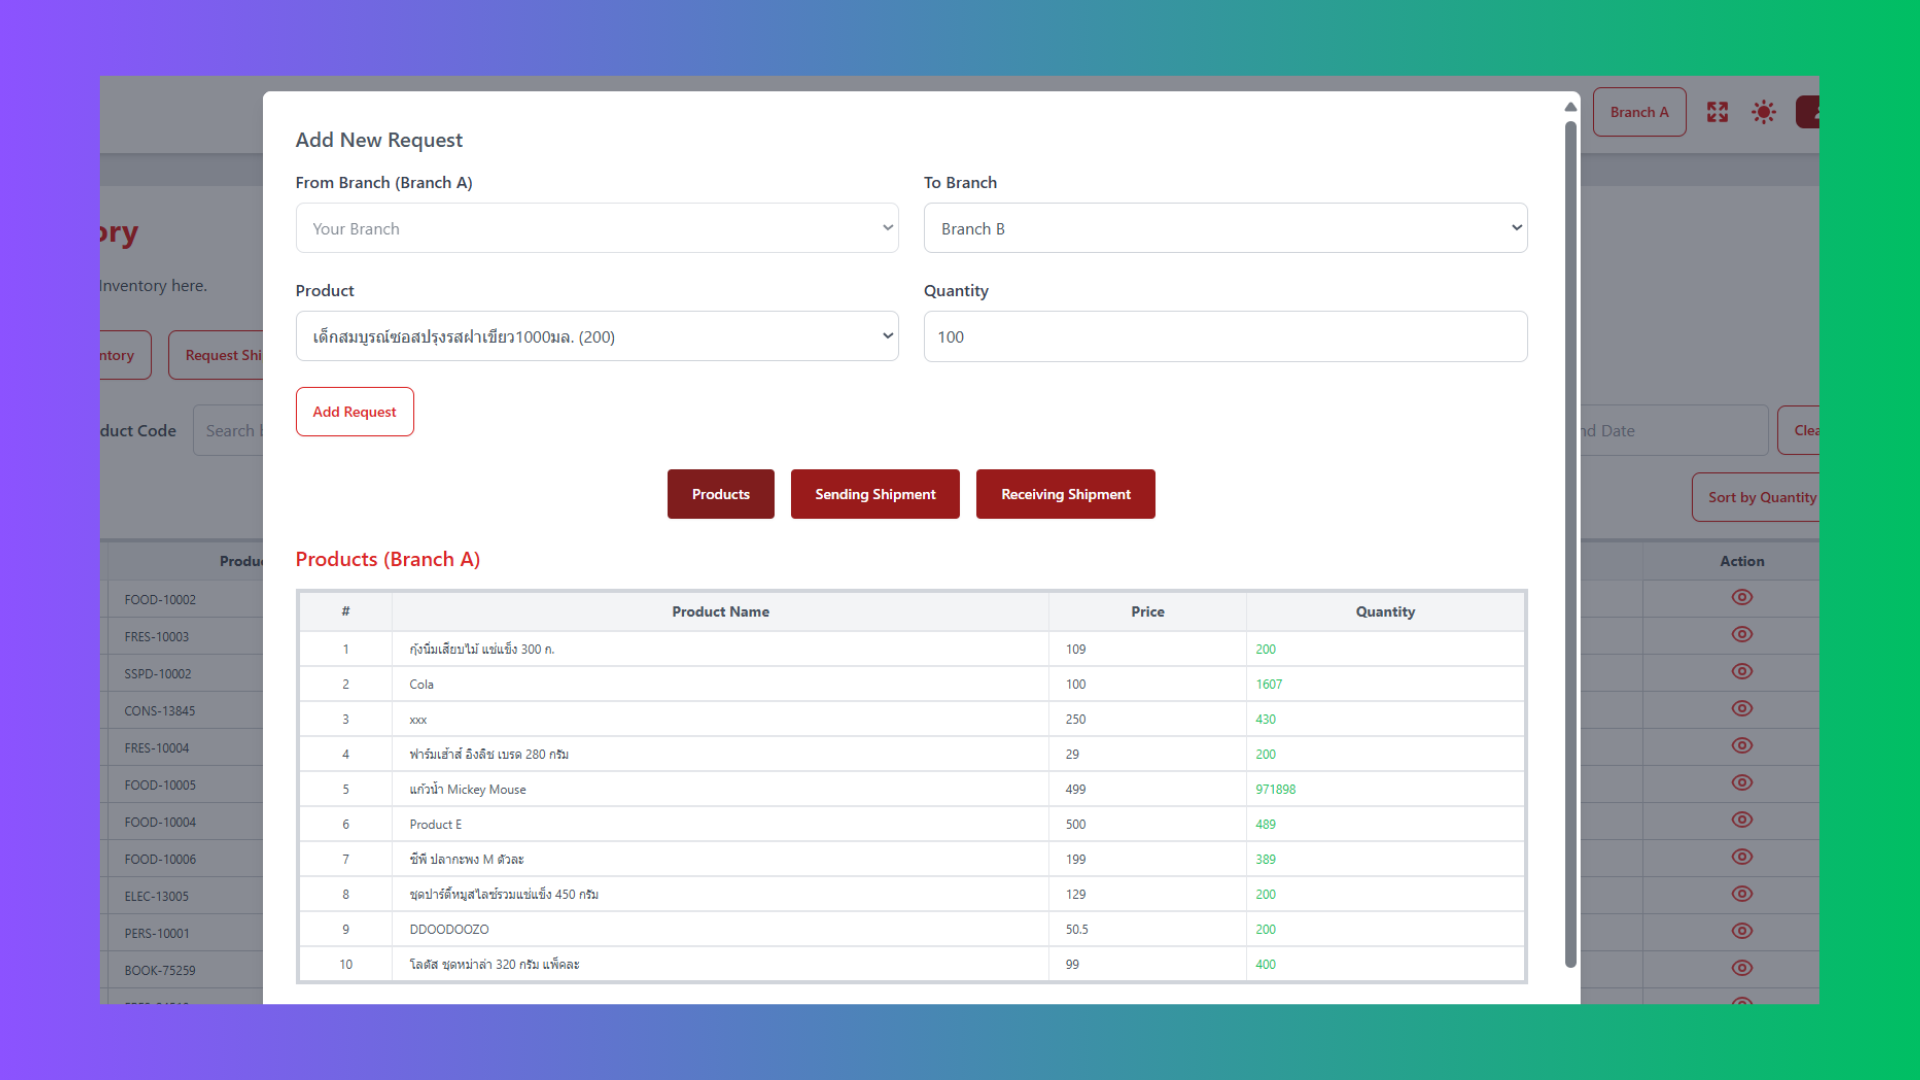 Branch A
Add New Request
From Branch (Branch A)
To Branch
Your Branch
Branch B
Product
Quantity
เด็กสมบูรณ์ซอสปรุงรสฝาเขียว1000มล. (200)
100
Add Request
Products
Sending Shipment
Receiving Shipment
Products (Branch A)
# Product Name Price Quantity
1 กุ้งนิ่มเสียบไม้ แช่แข็ง 300 ก. 109 200
2 Cola 100 1607
3 xxx 250 430
4 ฟาร์มเฮ้าส์ อิงลิช เบรด 280 กรัม 29 200
5 แก้วน้ำ Mickey Mouse 499 971898
6 Product E 500 489
7 ซีพี ปลากะพง M ตัวละ 199 389
8 ชุดปาร์ตี้หมูสไลซ์รวมแช่แข็ง 450 กรัม 129 200
9 DDOODOOZO 50.5 200
10 โลตัส ชุดหม่าล่า 320 กรัม แพ็คละ 99 400
ory
Inventory here.
ntory
Request Shi
duct Code
Search
nd Date
Clea
Sort by Quantity
Produc
Action
FOOD-10002
FRES-10003
SSPD-10002
CONS-13845
FRES-10004
FOOD-10005
FOOD-10004
FOOD-10006
ELEC-13005
PERS-10001
BOOK-75259